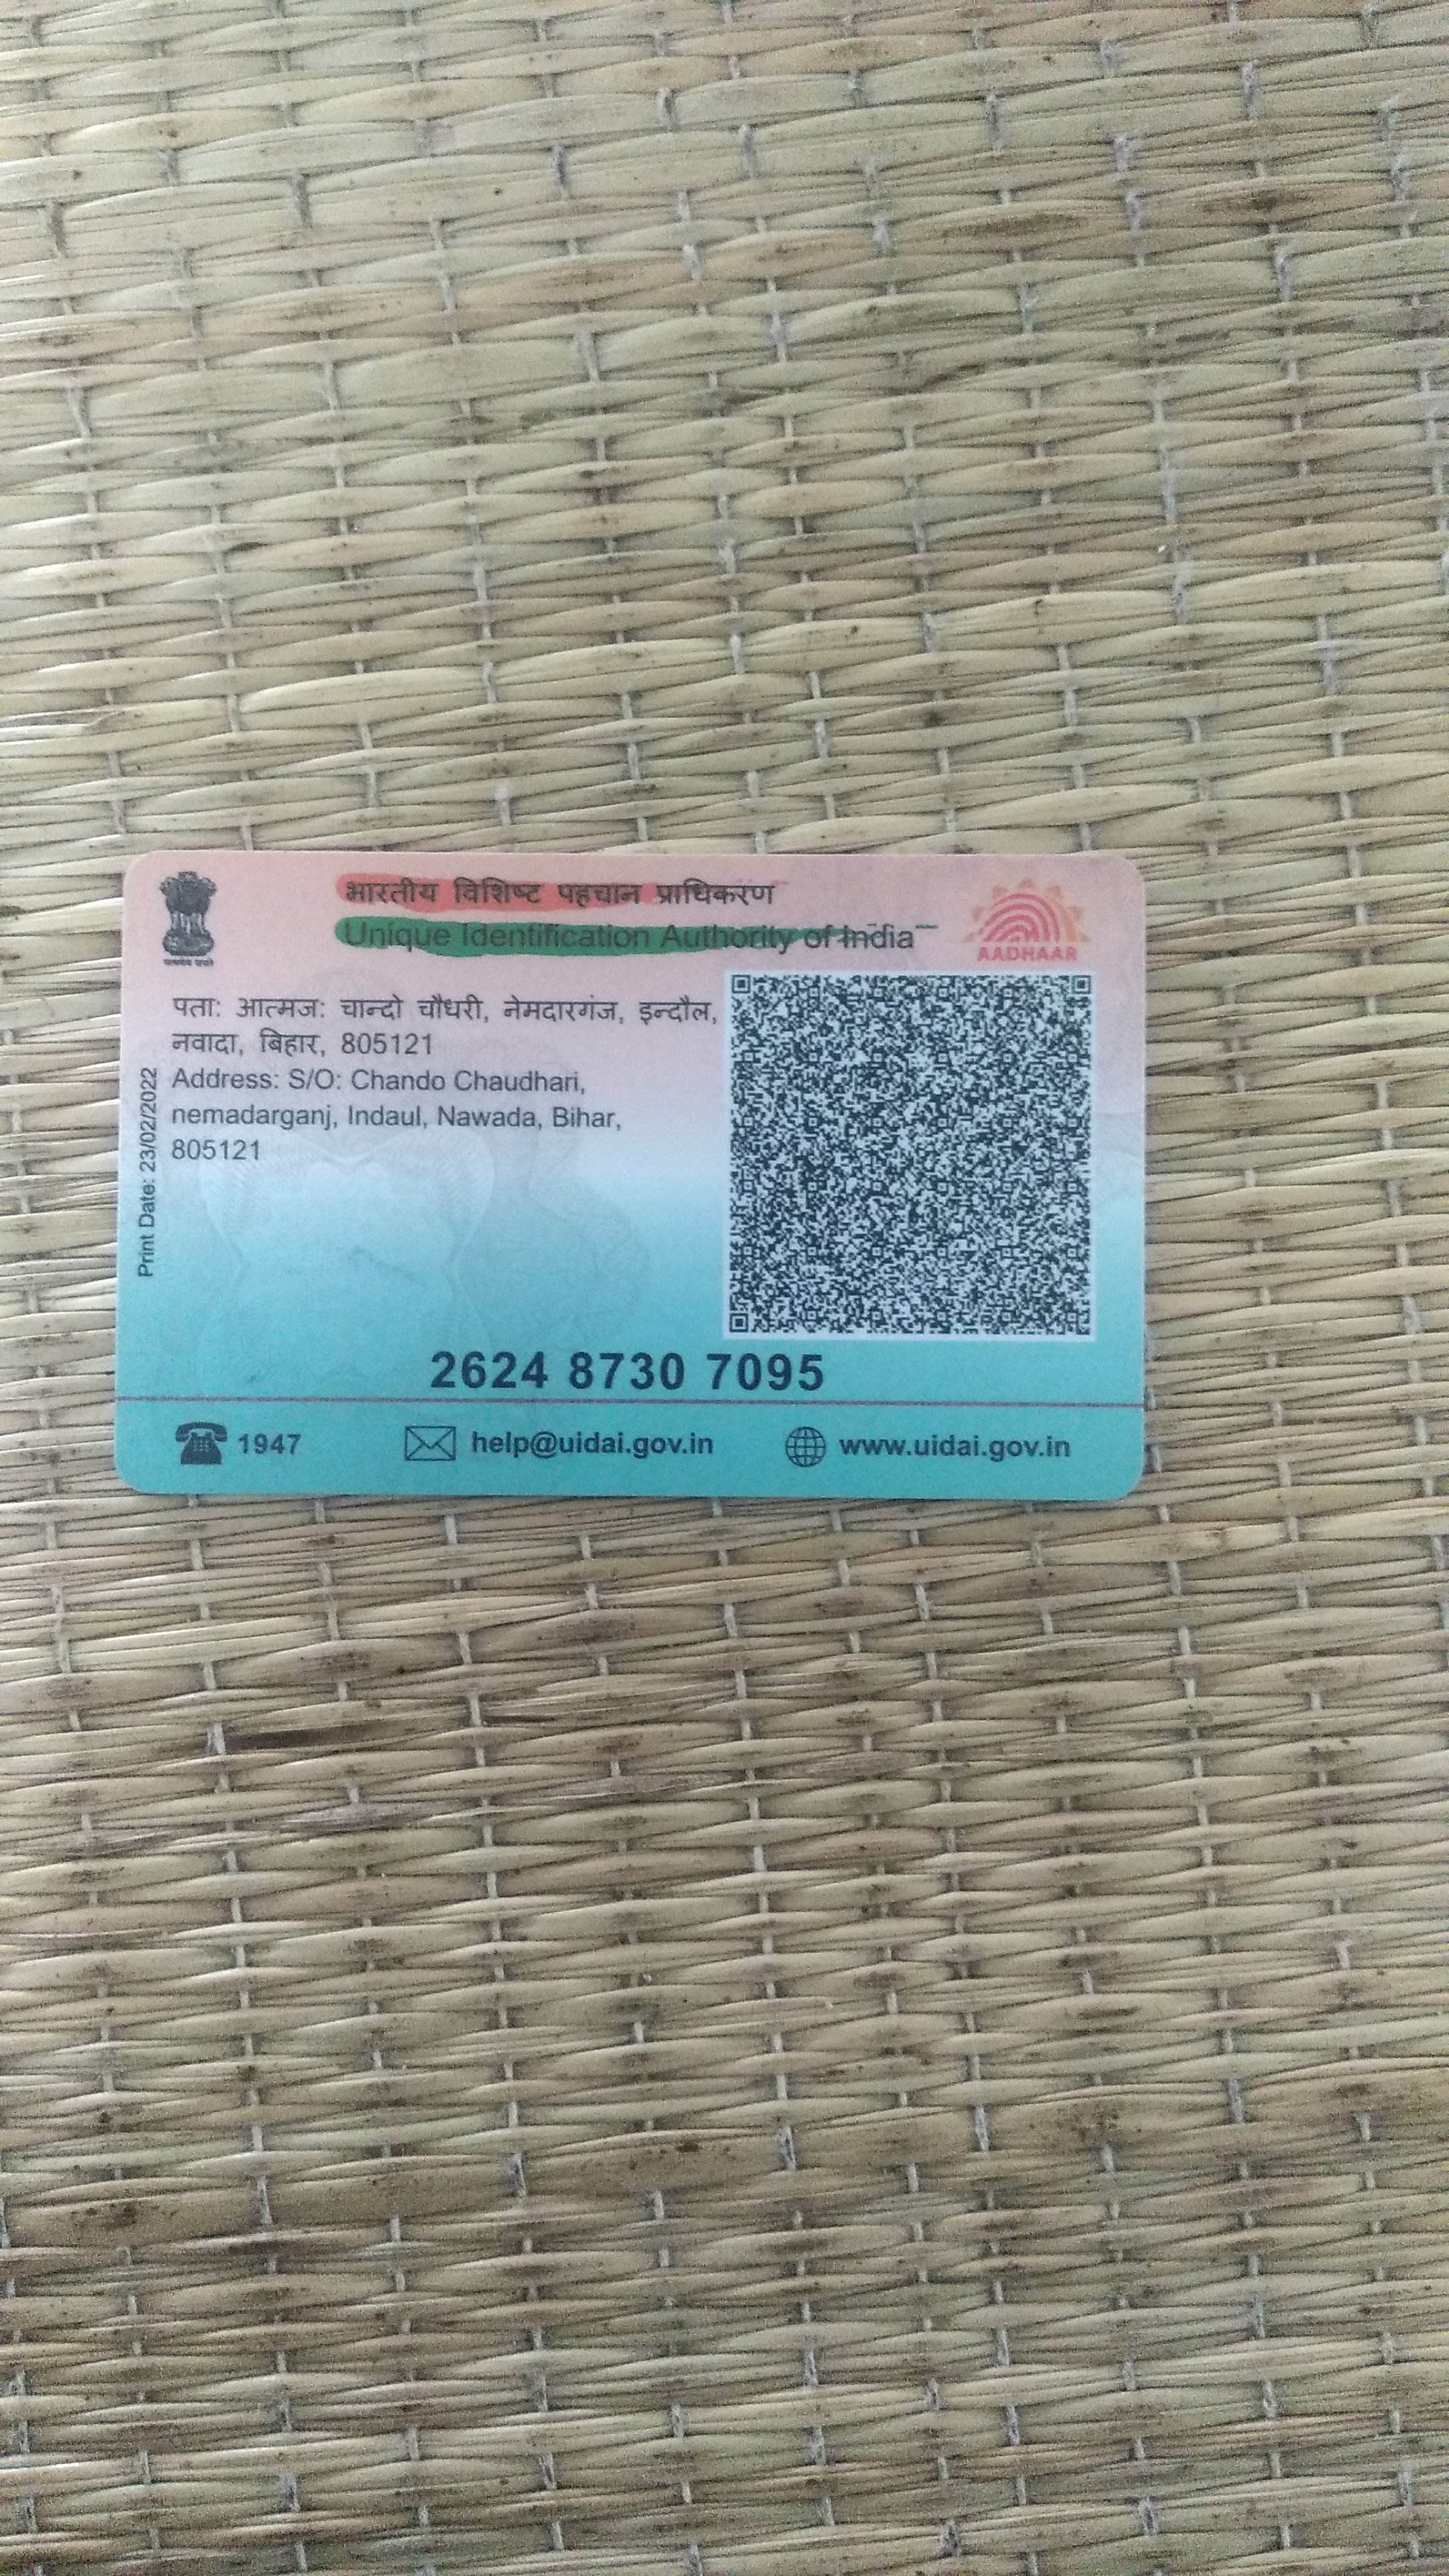 भारतीय विशिष्ट पहचान प्राधिकरण
Unique Identification Authority of India
AADHAAR
पता: आत्मज: चान्दो चौधरी, नेमदारगंज, इन्दौल,
नवादा, बिहार, 805121
Address: S/O: Chando Chaudhari,
nemadarganj, Indaul, Nawada, Bihar,
805121
Print Date: 23/02/2022
2624 8730 7095
1947
help@uidai.gov.in
www.uidai.gov.in